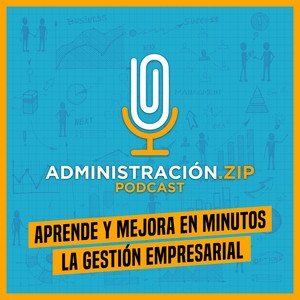 ADMINISTRACIÓN.ZIP
PODCAST
APRENDE Y MEJORA EN MINUTOS
LA GESTIÓN EMPRESARIAL